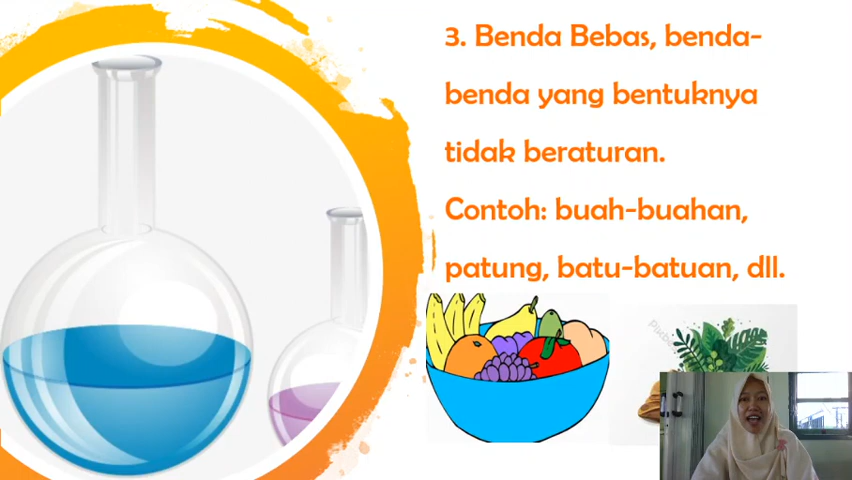 3. Benda Bebas, benda-
benda yang bentuknya
tidak beraturan.
Contoh: buah-buahan,
patung, batu-batuan, dll.